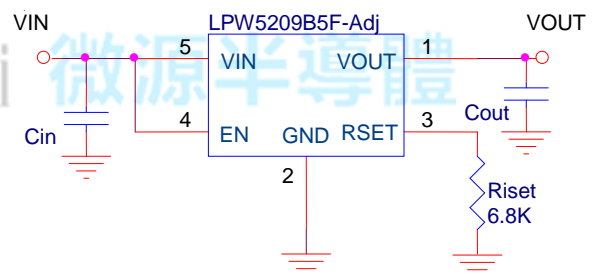 VIN
LPW5209B5F-Adj
VOUT
微源半導體
5
VIN
VOUT
1
4
EN
GND
RSET
3
2
Cin
Cout
Riset
6.8K